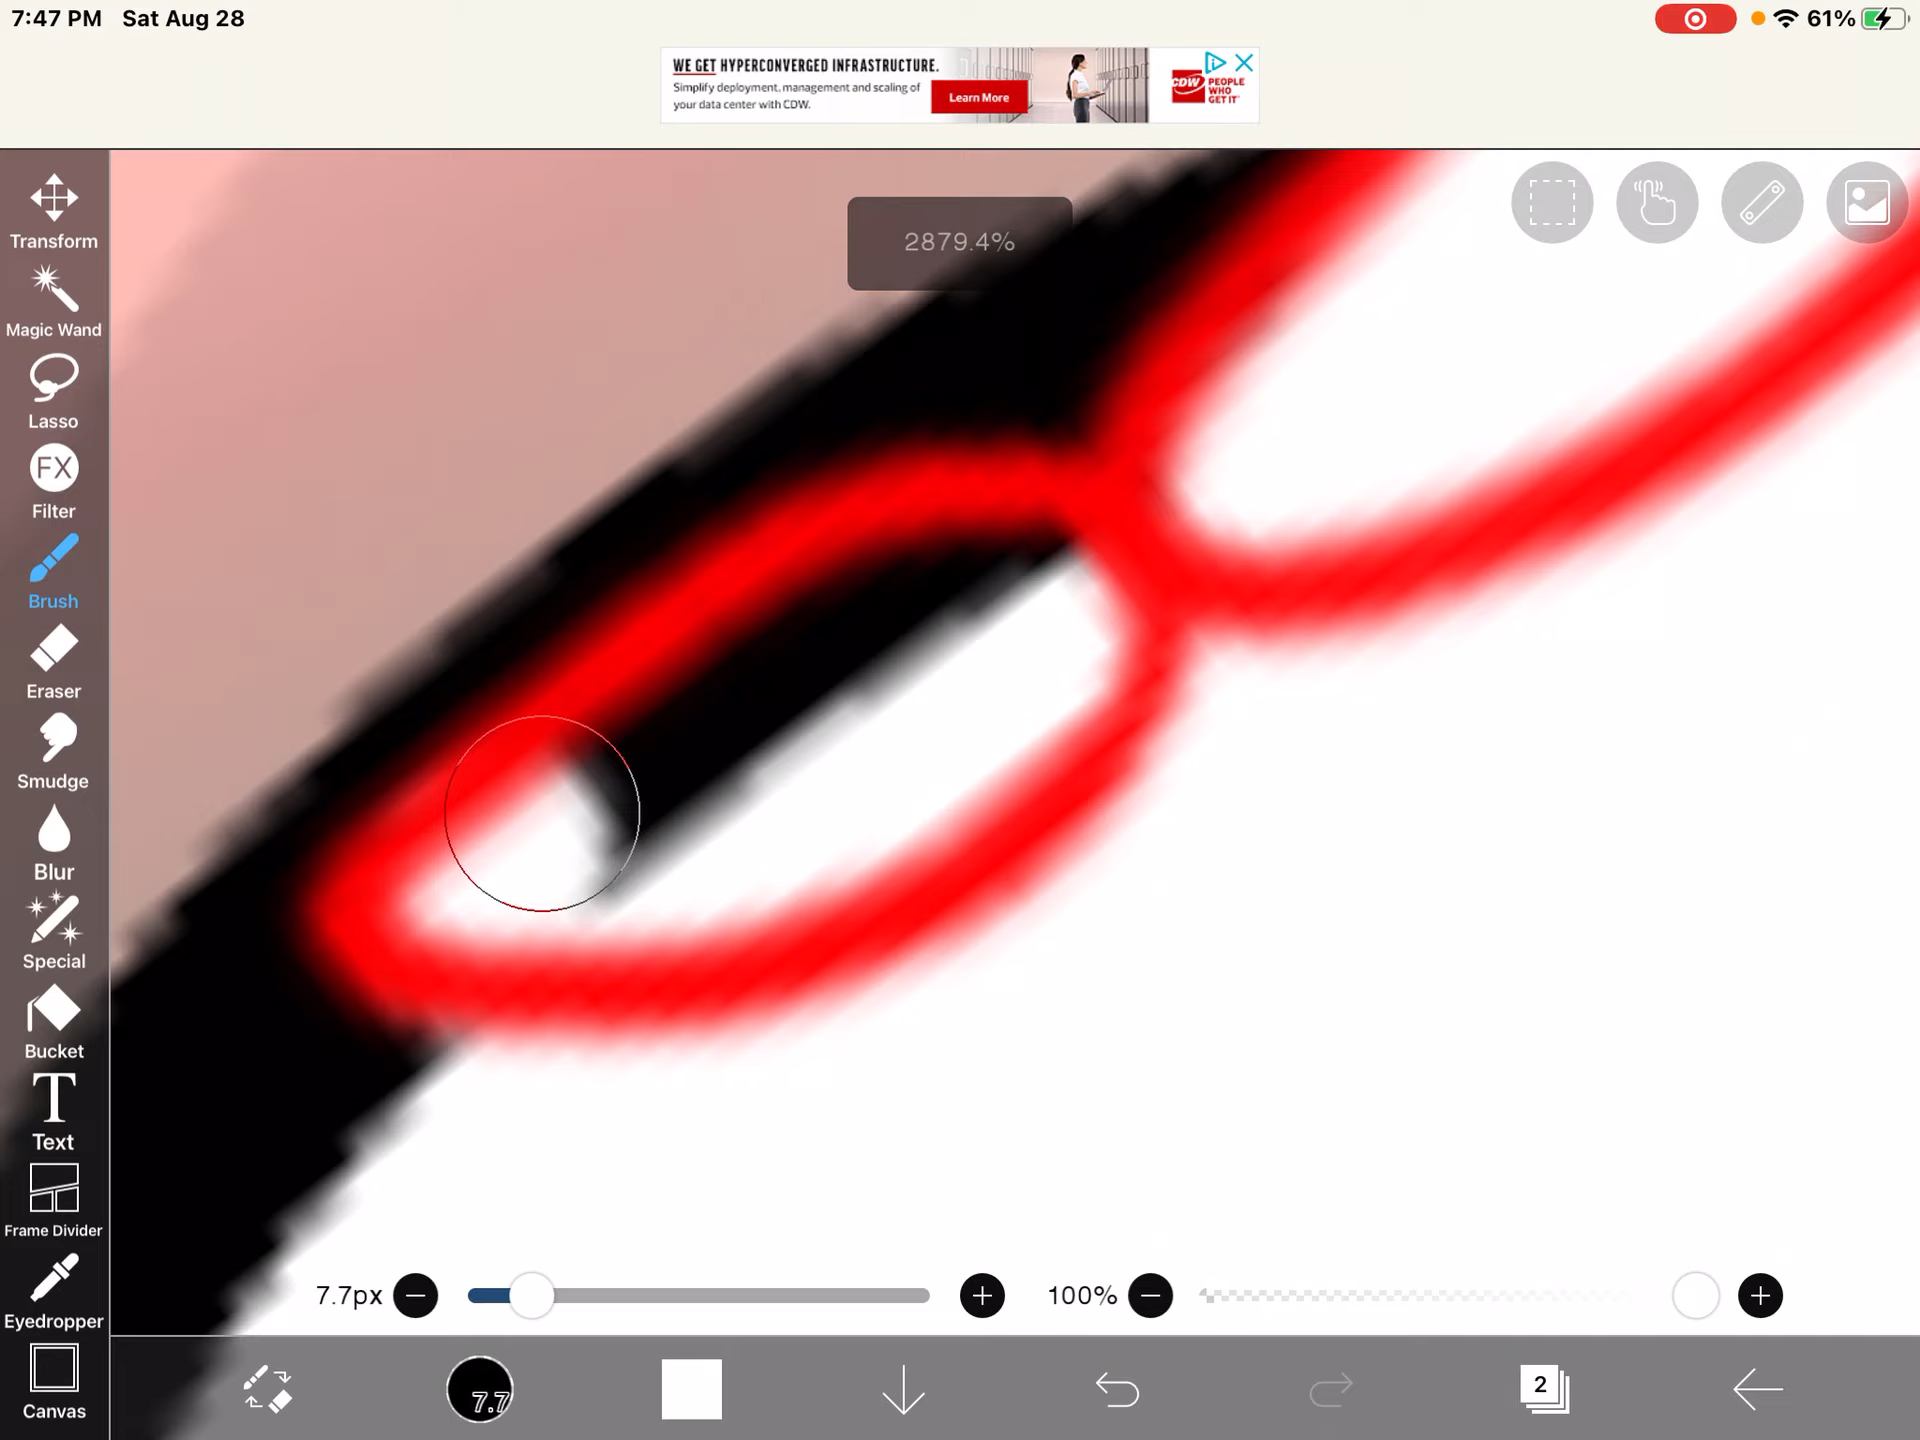 7:47 PM Sat Aug 28
61%
WE GET HYPERCONVERGED INFRASTRUCTURE.
Simplify deployment, management and scaling of
your data center with CDW.
Learn More
CDW
PEOPLE
WHO
GET IT
2879.4%
Transform
Magic Wand
Lasso
FX
Filter
Brush
Eraser
Smudge
Blur
Special
Bucket
T
Text
Frame Divider
Eyedropper
Canvas
7.7px
100%
7.7
2